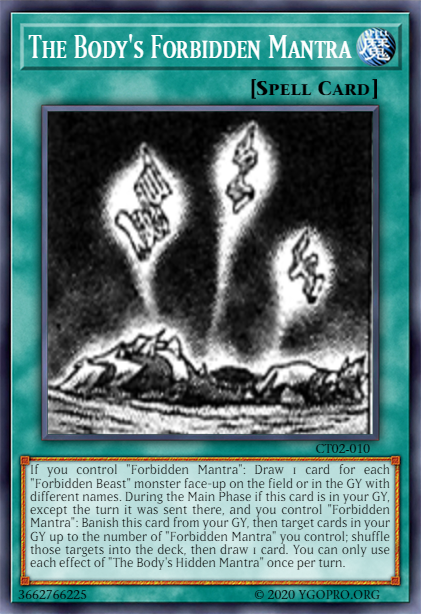 The Body's Forbidden Mantra
魔
[Spell Card]
CT02-010
If you control "Forbidden Mantra": Draw 1 card for each
"Forbidden Beast" monster face-up on the field or in the GY with
different names. During the Main Phase if this card is in your GY,
except the turn it was sent there, and you control "Forbidden
Mantra": Banish this card from your GY, then target cards in your
GY up to the number of "Forbidden Mantra" you control; shuffle
those targets into the deck, then draw 1 card. You can only use
each effect of "The Body's Hidden Mantra" once per turn.
3662766225
© 2020 YGOPRO.ORG